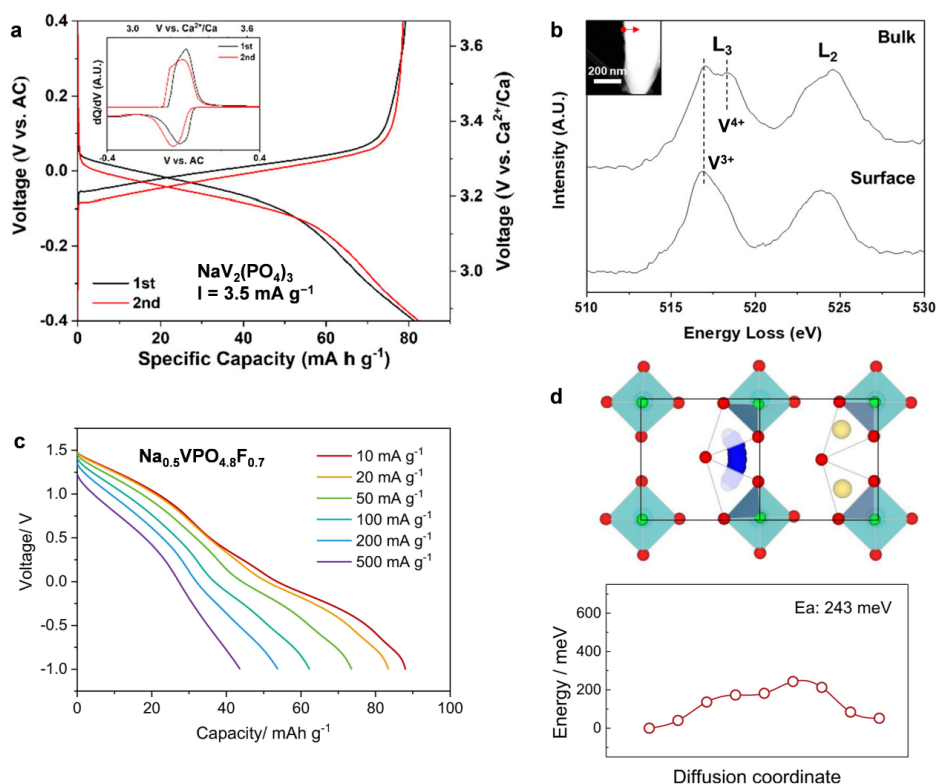 a
V vs. Ca²⁺/Ca
3.0 3.6
1st
2nd
dQ/dV (A.U.)
-0.4 0.4
V vs. AC
Voltage (V vs. AC)
0.4
0.2
0.0
-0.2
-0.4
3.6
3.4
3.2
3.0
Voltage (V vs. Ca²⁺/Ca)
NaV₂(PO₄)₃
I = 3.5 mA g⁻¹
1st
2nd
0 20 40 60 80
Specific Capacity (mA h g⁻¹)
b
200 nm
L₃
L₂
Bulk
V⁴⁺
V³⁺
Surface
Intensity (A.U.)
510 515 520 525 530
Energy Loss (eV)
c
Na₀.₅VPO₄.₈F₀.₇
10 mA g⁻¹
20 mA g⁻¹
50 mA g⁻¹
100 mA g⁻¹
200 mA g⁻¹
500 mA g⁻¹
Voltage/ V
1.5
1.0
0.5
0.0
-0.5
-1.0
0 20 40 60 80 100
Capacity/ mAh g⁻¹
d
Ea: 243 meV
Energy / meV
600
400
200
0
Diffusion coordinate